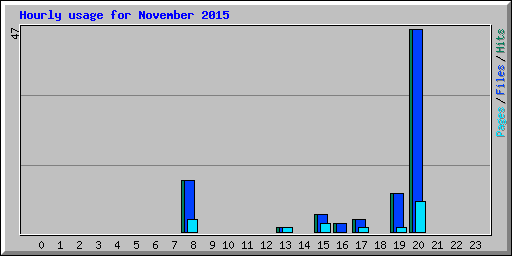 Hourly usage for November 2015
47
Pages/Files/Hits
0 1 2 3 4 5 6 7 8 9 10 11 12 13 14 15 16 17 18 19 20 21 22 23